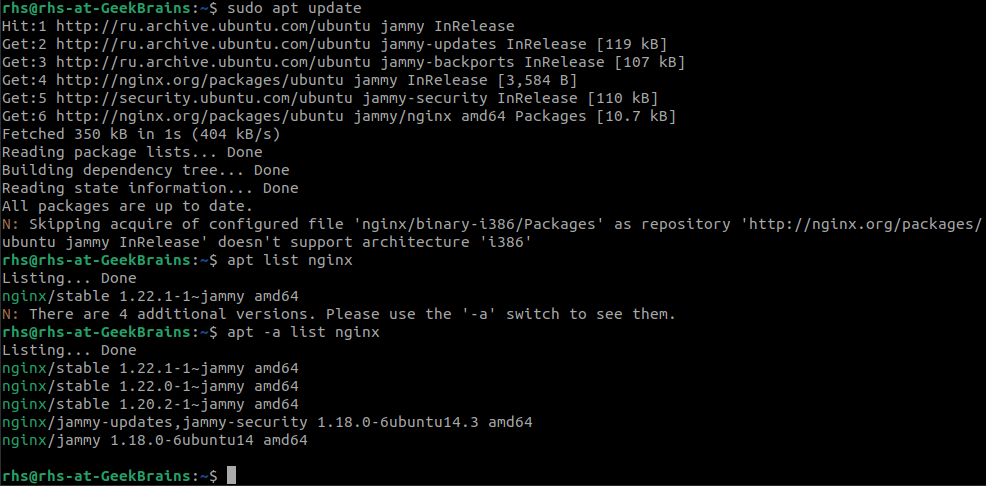 rhs@rhs-at-GeekBrains:~$ sudo apt update
Hit:1 http://ru.archive.ubuntu.com/ubuntu jammy InRelease
Get:2 http://ru.archive.ubuntu.com/ubuntu jammy-updates InRelease [119 kB]
Get:3 http://ru.archive.ubuntu.com/ubuntu jammy-backports InRelease [107 kB]
Get:4 http://nginx.org/packages/ubuntu jammy InRelease [3,584 B]
Get:5 http://security.ubuntu.com/ubuntu jammy-security InRelease [110 kB]
Get:6 http://nginx.org/packages/ubuntu jammy/nginx amd64 Packages [10.7 kB]
Fetched 350 kB in 1s (404 kB/s)
Reading package lists... Done
Building dependency tree... Done
Reading state information... Done
All packages are up to date.
N: Skipping acquire of configured file 'nginx/binary-i386/Packages' as repository 'http://nginx.org/packages/
ubuntu jammy InRelease' doesn't support architecture 'i386'
rhs@rhs-at-GeekBrains:~$ apt list nginx
Listing... Done
nginx/stable 1.22.1-1~jammy amd64
N: There are 4 additional versions. Please use the '-a' switch to see them.
rhs@rhs-at-GeekBrains:~$ apt -a list nginx
Listing... Done
nginx/stable 1.22.1-1~jammy amd64
nginx/stable 1.22.0-1~jammy amd64
nginx/stable 1.20.2-1~jammy amd64
nginx/jammy-updates,jammy-security 1.18.0-6ubuntu14.3 amd64
nginx/jammy 1.18.0-6ubuntu14 amd64
rhs@rhs-at-GeekBrains:~$